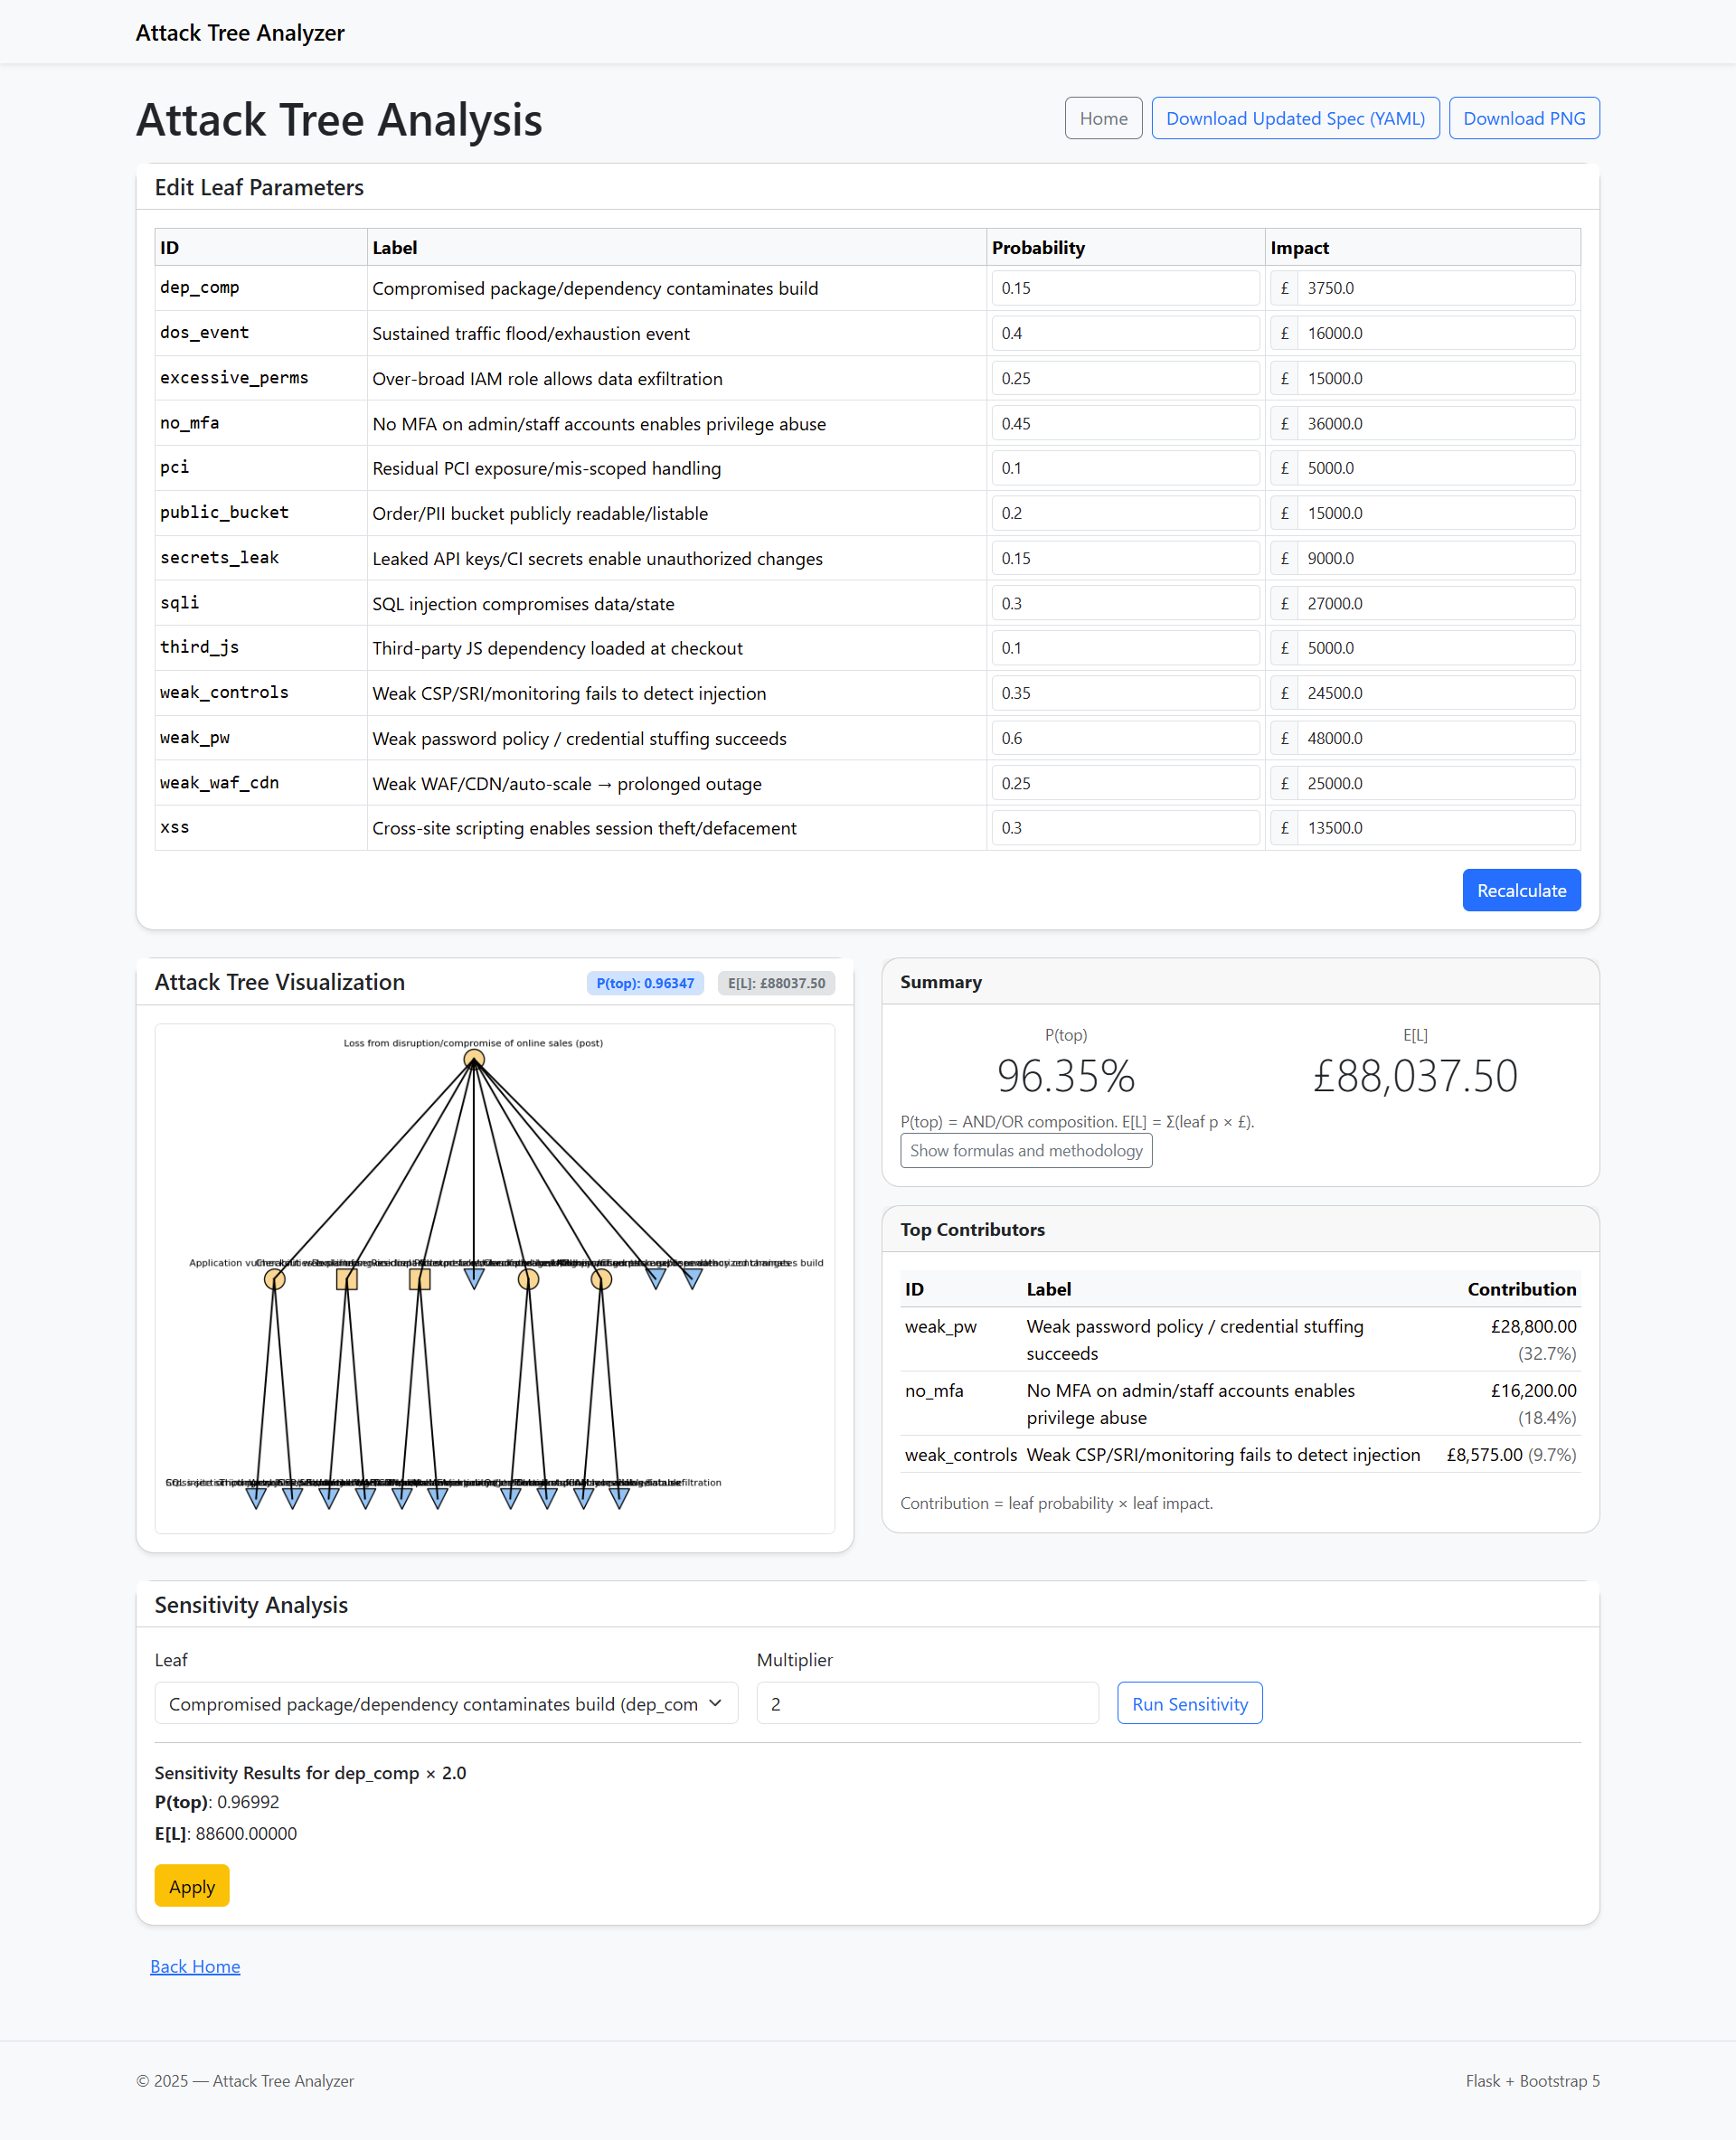 Attack Tree Analyzer
Attack Tree Analysis
Home
Download Updated Spec (YAML)
Download PNG
Edit Leaf Parameters
ID Label Probability Impact
dep_comp Compromised package/dependency contaminates build 0.15 £ 3750.0
dos_event Sustained traffic flood/exhaustion event 0.4 £ 16000.0
excessive_perms Over-broad IAM role allows data exfiltration 0.25 £ 15000.0
no_mfa No MFA on admin/staff accounts enables privilege abuse 0.45 £ 36000.0
pci Residual PCI exposure/mis-scoped handling 0.1 £ 5000.0
public_bucket Order/PII bucket publicly readable/listable 0.2 £ 15000.0
secrets_leak Leaked API keys/CI secrets enable unauthorized changes 0.15 £ 9000.0
sqli SQL injection compromises data/state 0.3 £ 27000.0
third_js Third-party JS dependency loaded at checkout 0.1 £ 5000.0
weak_controls Weak CSP/SRI/monitoring fails to detect injection 0.35 £ 24500.0
weak_pw Weak password policy / credential stuffing succeeds 0.6 £ 48000.0
weak_waf_cdn Weak WAF/CDN/auto-scale → prolonged outage 0.25 £ 25000.0
xss Cross-site scripting enables session theft/defacement 0.3 £ 13500.0
Recalculate
Attack Tree Visualization
P(top): 0.96347
E[L]: £88037.50
Loss from disruption/compromise of online sales (post)
Summary
P(top) E[L]
96.35% £88,037.50
P(top) = AND/OR composition. E[L] = Σ(leaf p × £).
Show formulas and methodology
Top Contributors
ID Label Contribution
weak_pw Weak password policy / credential stuffing £28,800.00
succeeds (32.7%)
no_mfa No MFA on admin/staff accounts enables £16,200.00
privilege abuse (18.4%)
weak_controls Weak CSP/SRI/monitoring fails to detect injection £8,575.00 (9.7%)
Contribution = leaf probability × leaf impact.
Sensitivity Analysis
Leaf Multiplier
Compromised package/dependency contaminates build (dep_com 2 Run Sensitivity
Sensitivity Results for dep_comp × 2.0
P(top): 0.96992
E[L]: 88600.00000
Apply
Back Home
© 2025 — Attack Tree Analyzer
Flask + Bootstrap 5